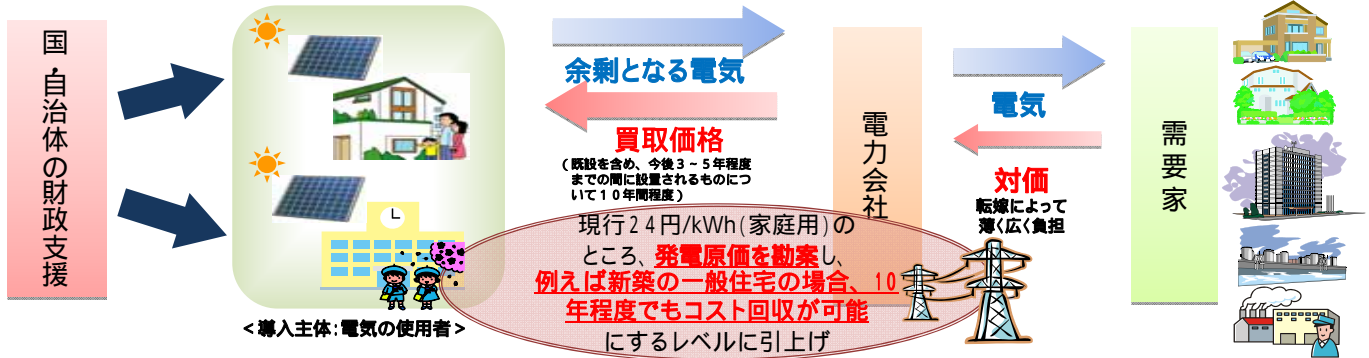 国・自治体の財政支援
<導入主体:電気の使用者>
余剰となる電気
買取価格
(既設を含め、今後3~5年程度
までの間に設置されるものにつ
いて10年間程度)
現行24円/kWh(家庭用)の
ところ、発電原価を勘案し、
例えば新築の一般住宅の場合、10
年程度でもコスト回収が可能
にするレベルに引上げ
電力会社
電気
対価
転嫁によって
薄く広く負担
需要家